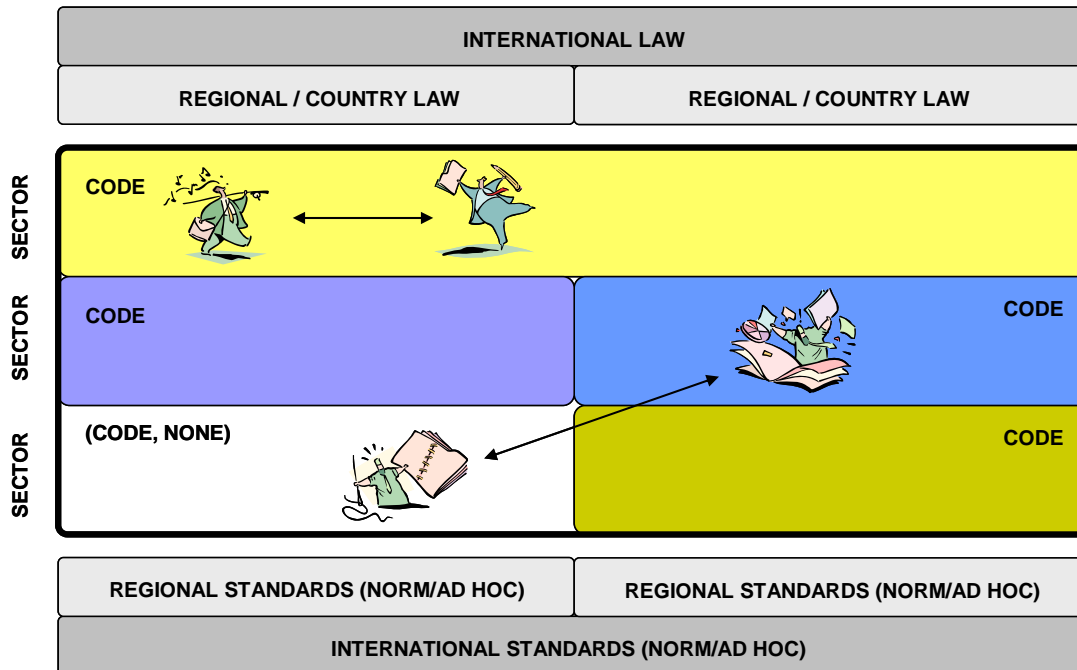 INTERNATIONAL LAW
REGIONAL / COUNTRY LAW
REGIONAL / COUNTRY LAW
SECTOR
CODE
SECTOR
CODE
CODE
SECTOR
(CODE, NONE)
CODE
REGIONAL STANDARDS (NORM/AD HOC)
REGIONAL STANDARDS (NORM/AD HOC)
INTERNATIONAL STANDARDS (NORM/AD HOC)